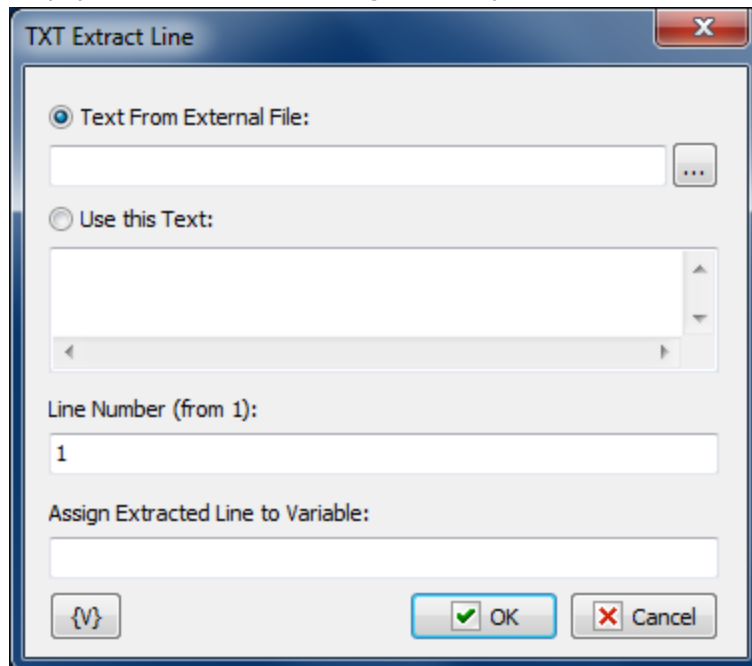 TXT Extract Line
Text From External File:
...
Use this Text:
Line Number (from 1):
1
Assign Extracted Line to Variable:
{V}
OK
Cancel